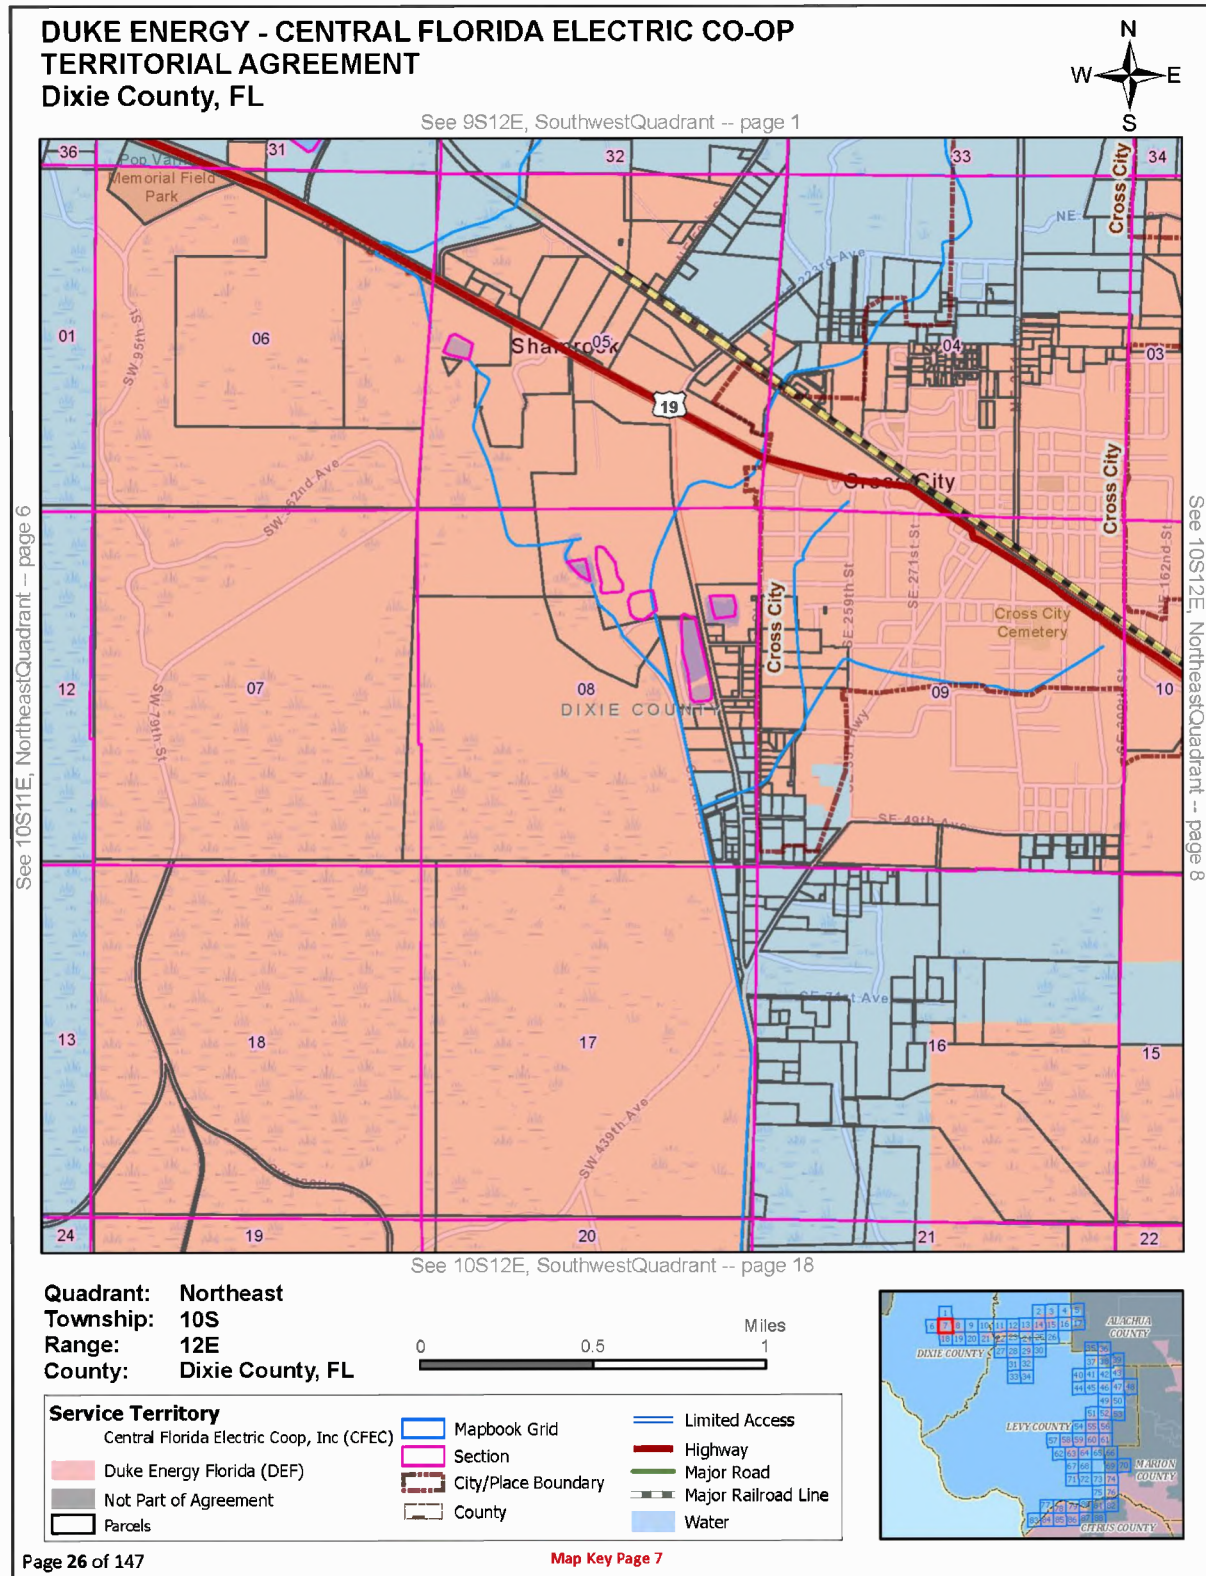 DUKE ENERGY - CENTRAL FLORIDA ELECTRIC CO-OP
TERRITORIAL AGREEMENT
Dixie County, FL
N
W E
S
See 9S12E, SouthwestQuadrant -- page 1
36 31 32 33 34
Memorial Field
Park
Cross City
NE
223rd Ave
01 06 05 04 03
Shamrock
SW 95th St
19
Cross City
Cross City
SW 362nd Ave
See 10S11E, NortheastQuadrant -- page 6
See 10S12E, NortheastQuadrant -- page 8
SE 271st St
SE 259th St
NE 162nd St
Cross City
Cross City
Cemetery
12 07 08 09 10
DIXIE COUNTY
SW 79th St
Hwy
SE 49th Ave
SE 71st Ave
13 18 17 16 15
SW 439th Ave
24 19 20 21 22
See 10S12E, SouthwestQuadrant -- page 18
Quadrant: Northeast
Township: 10S
Range: 12E
County: Dixie County, FL
Miles
0 0.5 1
Service Territory
Central Florida Electric Coop, Inc (CFEC)
Duke Energy Florida (DEF)
Not Part of Agreement
Parcels
Mapbook Grid
Section
City/Place Boundary
County
Limited Access
Highway
Major Road
Major Railroad Line
Water
ALACHUA
COUNTY
DIXIE COUNTY
LEVY COUNTY
MARION
COUNTY
CITRUS COUNTY
Page 26 of 147
Map Key Page 7